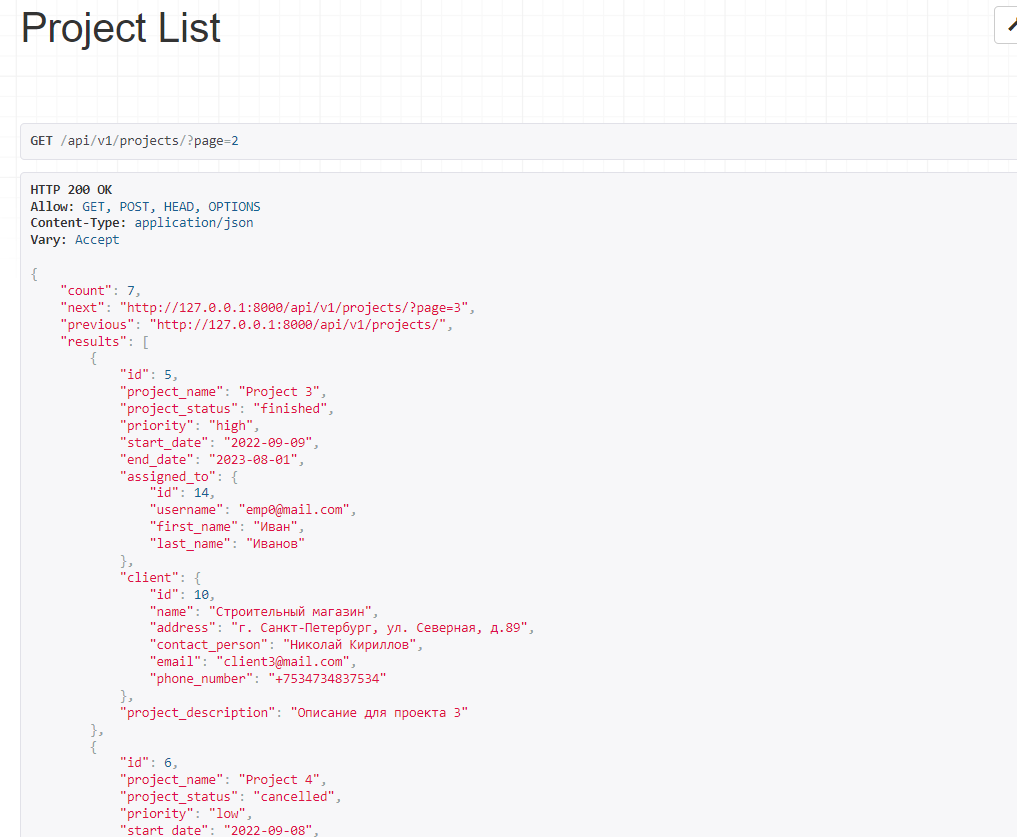 Project List
GET /api/v1/projects/?page=2
HTTP 200 OK
Allow: GET, POST, HEAD, OPTIONS
Content-Type: application/json
Vary: Accept
{
"count": 7,
"next": "http://127.0.0.1:8000/api/v1/projects/?page=3",
"previous": "http://127.0.0.1:8000/api/v1/projects/",
"results": [
{
"id": 5,
"project_name": "Project 3",
"project_status": "finished",
"priority": "high",
"start_date": "2022-09-09",
"end_date": "2023-08-01",
"assigned_to": {
"id": 14,
"username": "emp0@mail.com",
"first_name": "Иван",
"last_name": "Иванов"
},
"client": {
"id": 10,
"name": "Строительный магазин",
"address": "г. Санкт-Петербург, ул. Северная, д.89",
"contact_person": "Николай Кириллов",
"email": "client3@mail.com",
"phone_number": "+7534734837534"
},
"project_description": "Описание для проекта 3"
},
{
"id": 6,
"project_name": "Project 4",
"project_status": "cancelled",
"priority": "low",
"start_date": "2022-09-08",